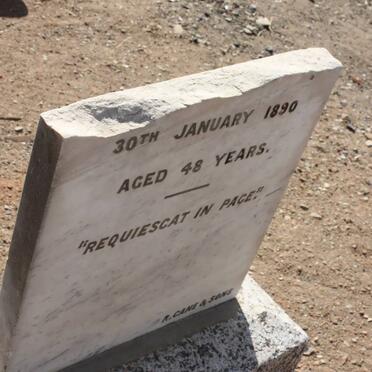 30TH JANUARY 1890
AGED 48 YEARS.
"REQUIESCAT IN PACE."
R. CANE & SONS